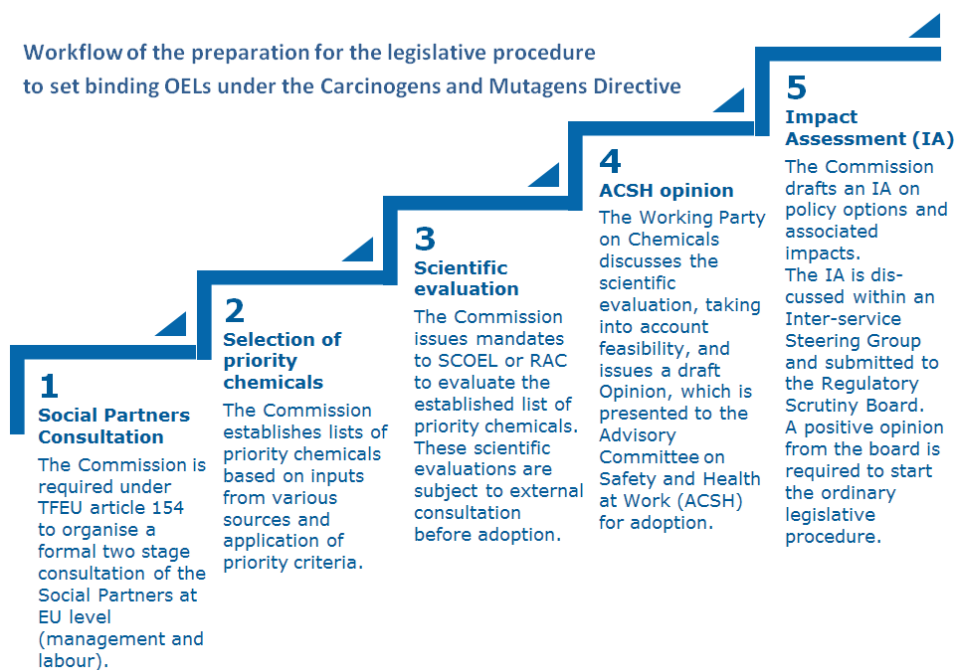 Workflow of the preparation for the legislative procedure
to set binding OELs under the Carcinogens and Mutagens Directive
1
Social Partners
Consultation
The Commission is
required under
TFEU article 154
to organise a
formal two stage
consultation of the
Social Partners at
EU level
(management and
labour).
2
Selection of
priority
chemicals
The Commission
establishes lists of
priority chemicals
based on inputs
from various
sources and
application of
priority criteria.
3
Scientific
evaluation
The Commission
issues mandates
to SCOEL or RAC
to evaluate the
established list of
priority chemicals.
These scientific
evaluations are
subject to external
consultation
before adoption.
4
ACSH opinion
The Working Party
on Chemicals
discusses the
scientific
evaluation, taking
into account
feasibility, and
issues a draft
Opinion, which is
presented to the
Advisory
Committee on
Safety and Health
at Work (ACSH)
for adoption.
5
Impact
Assessment (IA)
The Commission
drafts an IA on
policy options and
associated
impacts.
The IA is dis-
cussed within an
Inter-service
Steering Group
and submitted to
the Regulatory
Scrutiny Board.
A positive opinion
from the board is
required to start
the ordinary
legislative
procedure.